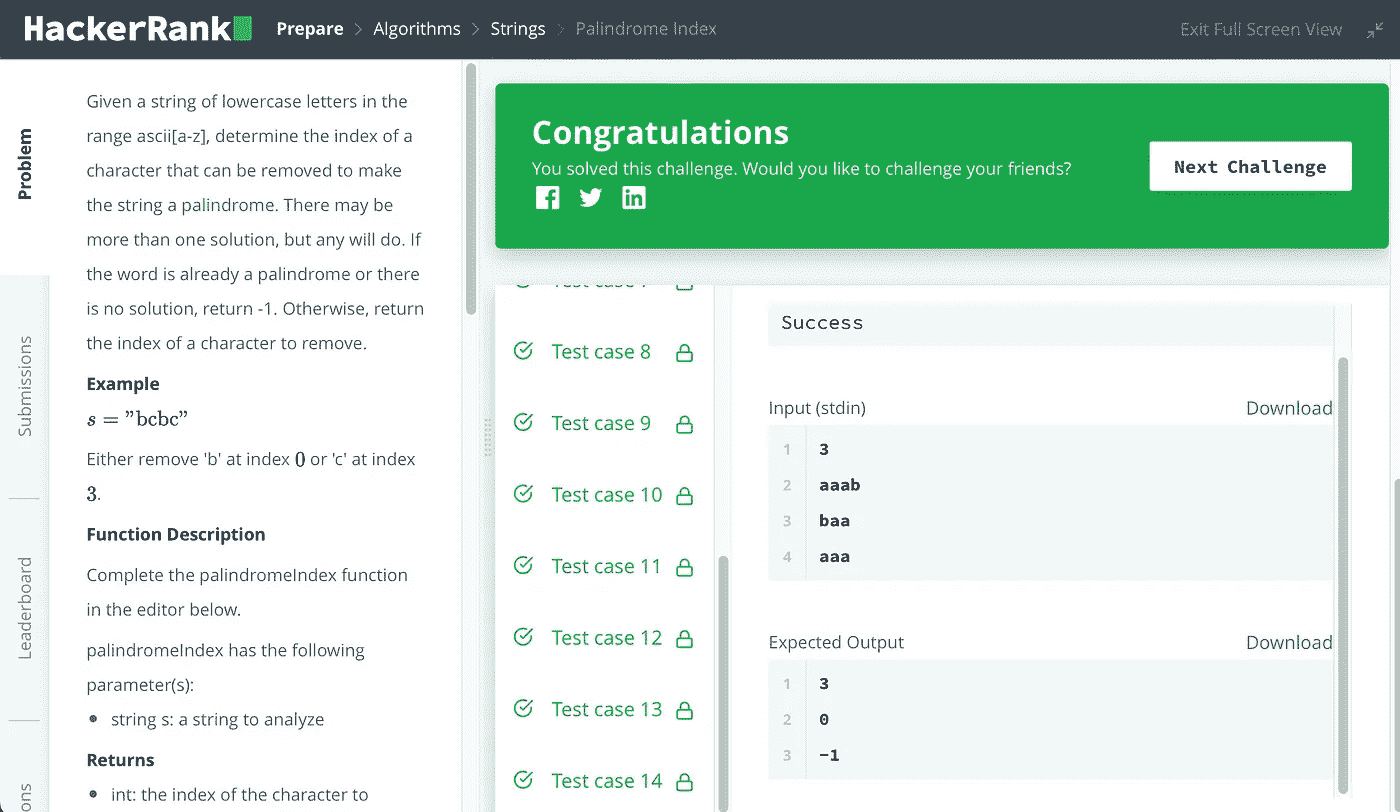 HackerRank
Prepare > Algorithms > Strings > Palindrome Index
Exit Full Screen View
Problem
Submissions
Leaderboard
Given a string of lowercase letters in the
range ascii[a-z], determine the index of a
character that can be removed to make
the string a palindrome. There may be
more than one solution, but any will do. If
the word is already a palindrome or there
is no solution, return -1. Otherwise, return
the index of a character to remove.
Example
s = "bcbc"
Either remove 'b' at index 0 or 'c' at index
3.
Function Description
Complete the palindromeIndex function
in the editor below.
palindromeIndex has the following
parameter(s):
• string s: a string to analyze
Returns
• int: the index of the character to
Congratulations
You solved this challenge. Would you like to challenge your friends?
Next Challenge
Test case 8
Test case 9
Test case 10
Test case 11
Test case 12
Test case 13
Test case 14
Success
Input (stdin)
Download
1 3
2 aaab
3 baa
4 aaa
Expected Output
Download
1 3
2 0
3 -1